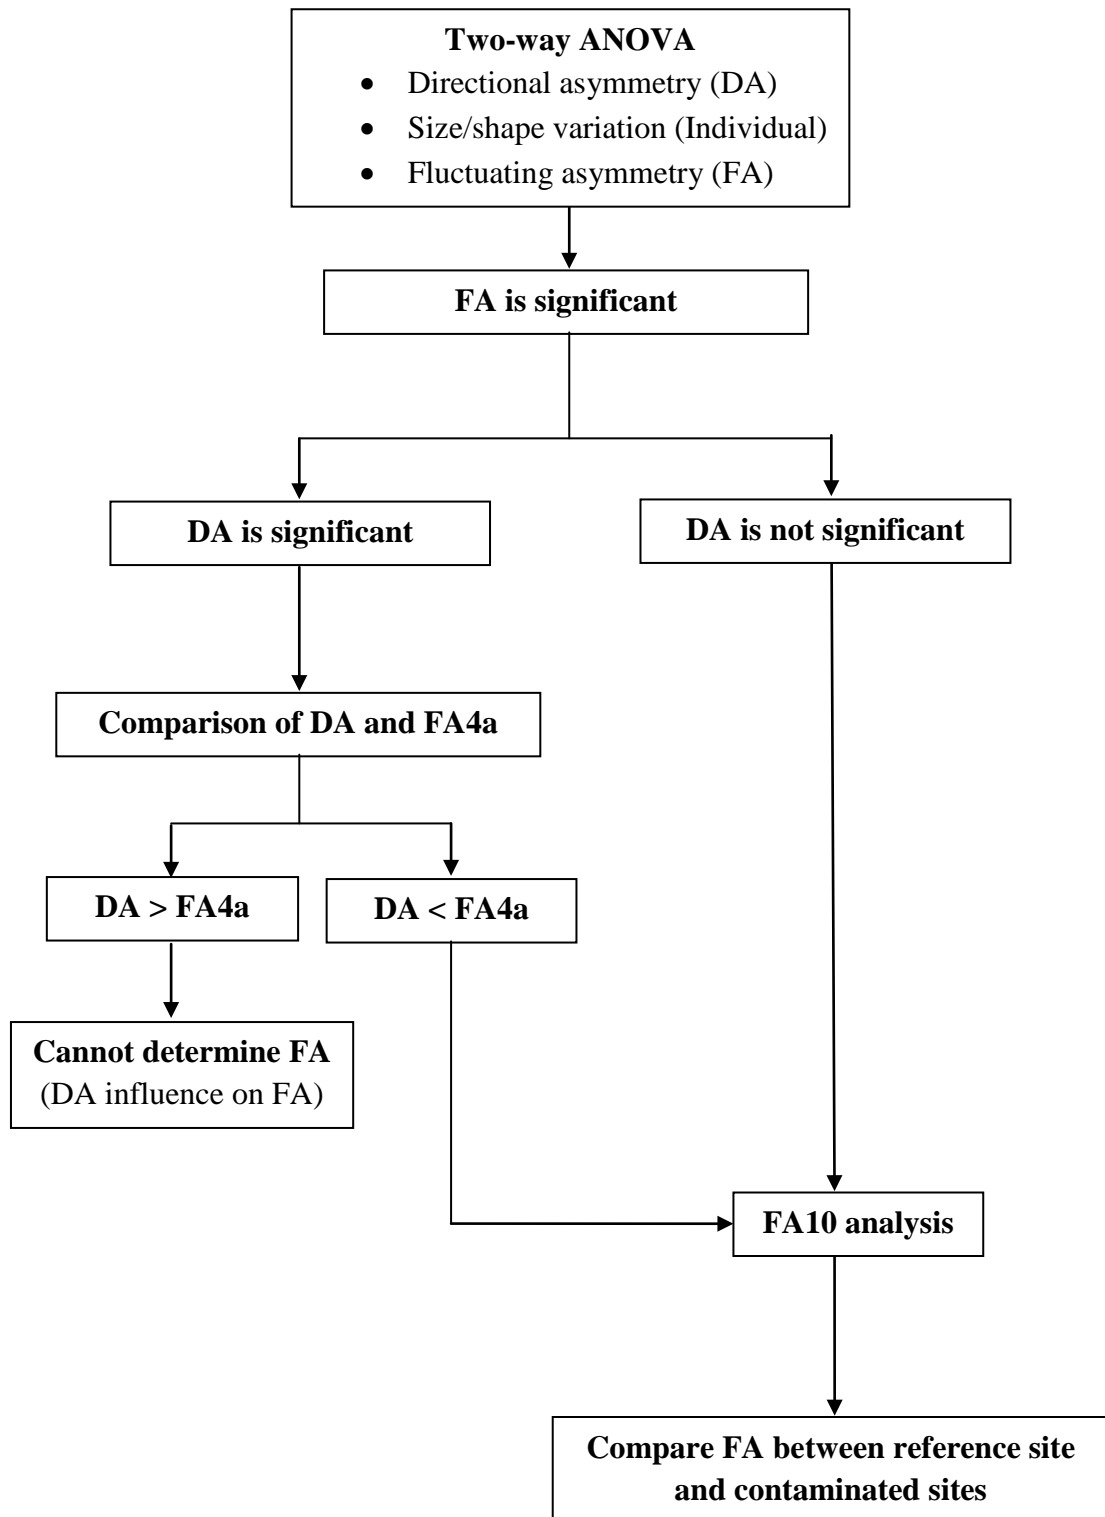 Two-way ANOVA
• Directional asymmetry (DA)
• Size/shape variation (Individual)
• Fluctuating asymmetry (FA)
FA is significant
DA is significant
DA is not significant
Comparison of DA and FA4a
DA > FA4a
DA < FA4a
Cannot determine FA
(DA influence on FA)
FA10 analysis
Compare FA between reference site
and contaminated sites